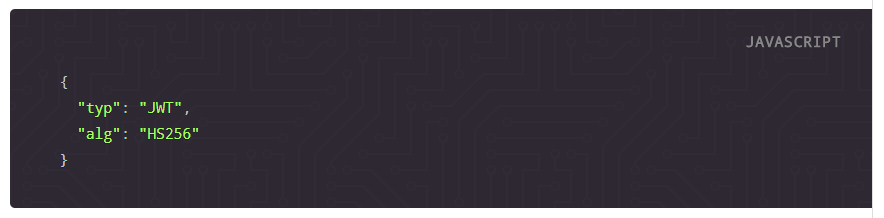 JAVASCRIPT
{
"typ": "JWT",
"alg": "HS256"
}